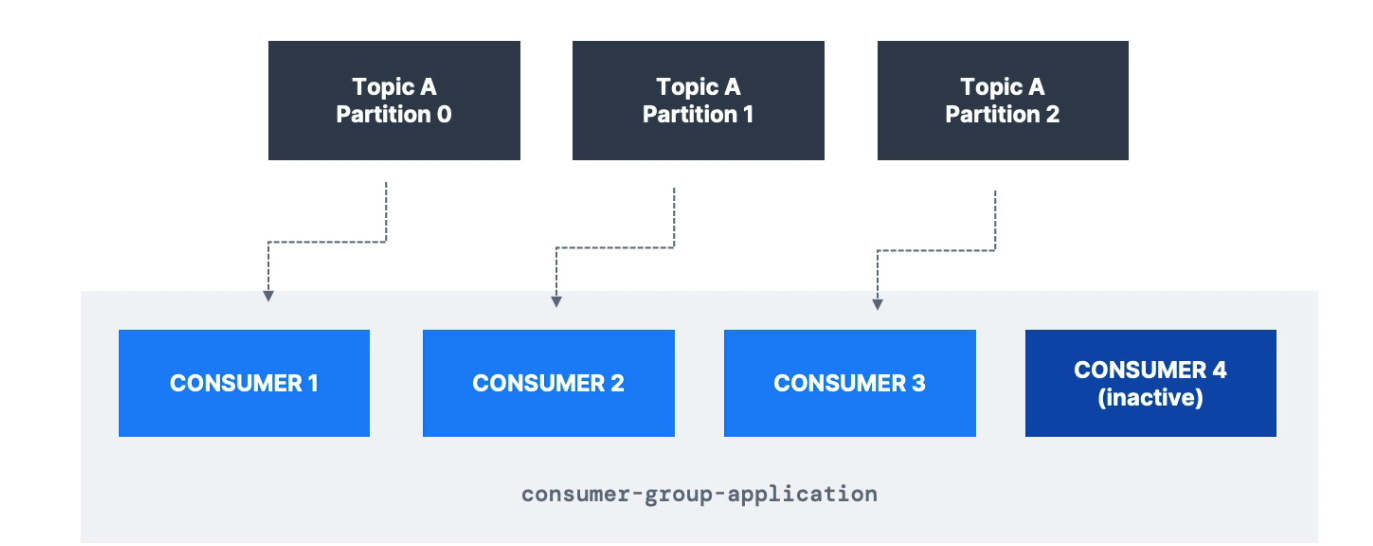 Topic A
Partition 0
Topic A
Partition 1
Topic A
Partition 2
CONSUMER 1
CONSUMER 2
CONSUMER 3
CONSUMER 4
(inactive)
consumer-group-application